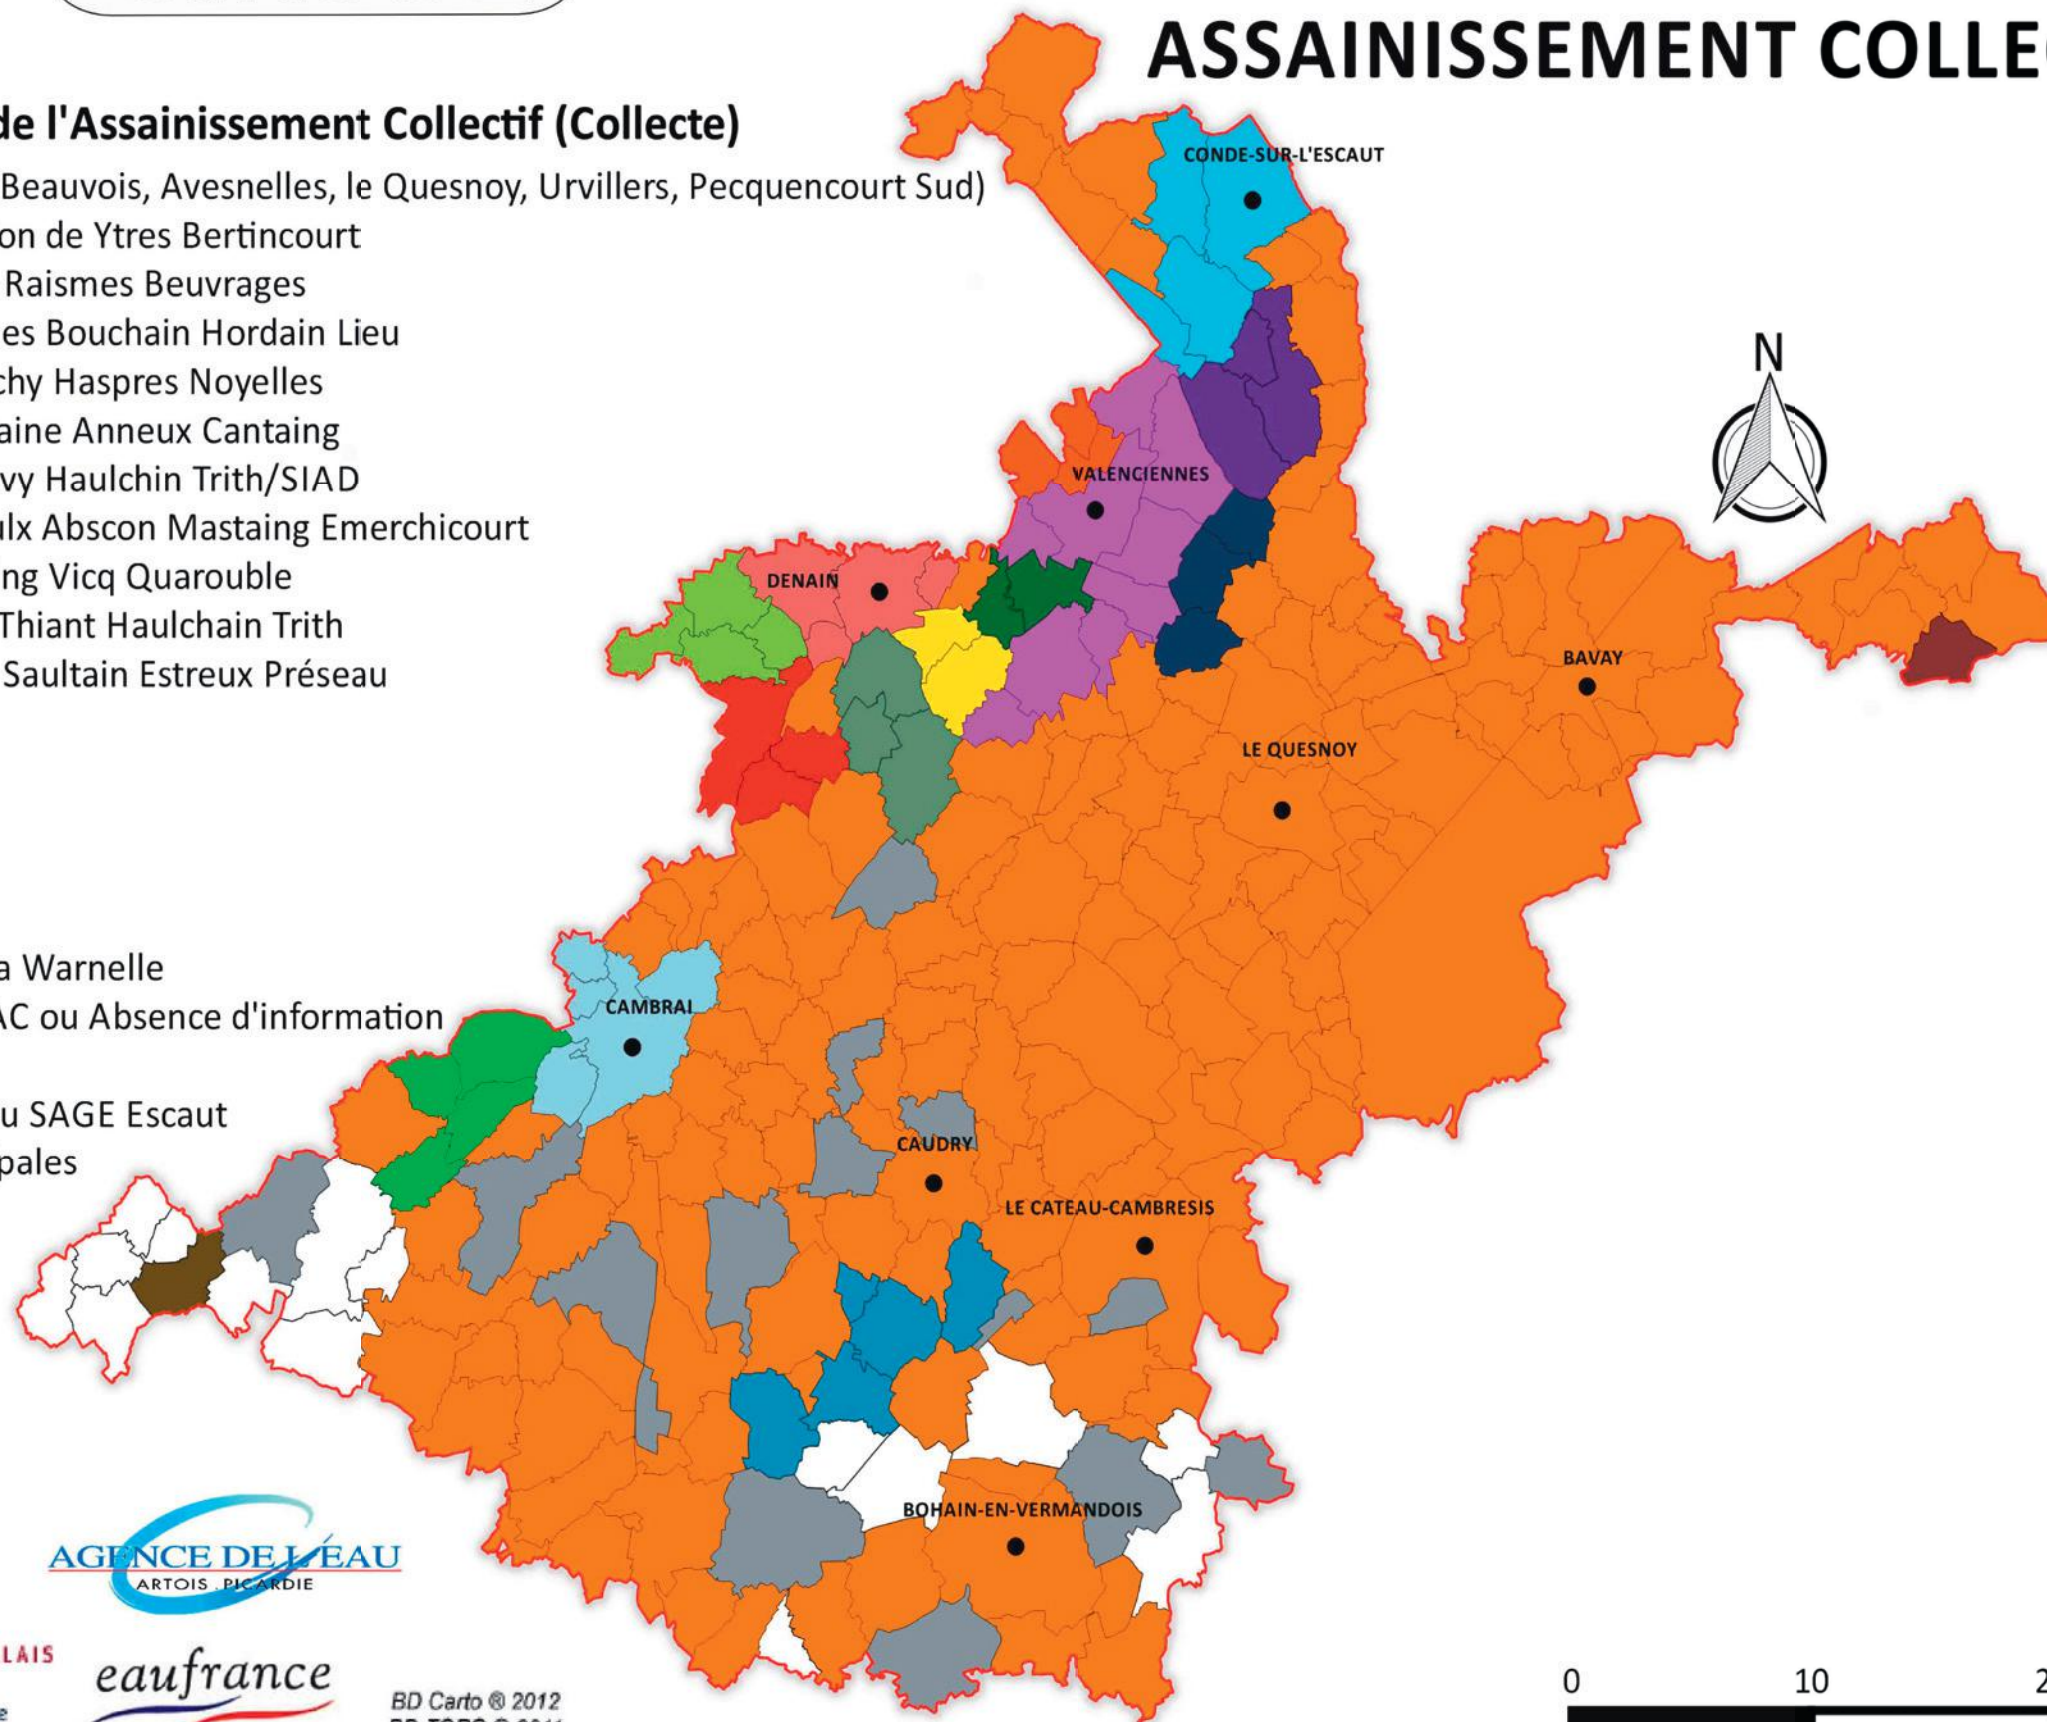 ASSAINISSEMENT COLLE
de l'Assainissement Collectif (Collecte)
Beauvois, Avesnelles, le Quesnoy, Urvillers, Pecquencourt Sud)
on de Ytres Bertincourt
Raismes Beuvrages
es Bouchain Hordain Lieu
chy Haspres Noyelles
aine Anneux Cantaing
vy Haulchin Trith/SIAD
ulx Abscon Mastaing Emerchicourt
ng Vicq Quarouble
Thiant Haulchain Trith
Saultain Estreux Préseau
a Warnelle
AC ou Absence d'information
u SAGE Escaut
pales
CONDE-SUR-L'ESCAUT
N
VALENCIENNES
DENAIN
BAVAY
LE QUESNOY
CAMBRAI
CAUDRY
LE CATEAU-CAMBRESIS
BOHAIN-EN-VERMANDOIS
AGENCE DE L'ÉAU
ARTOIS . PICARDIE
LAIS
eaufrance
e
BD Carto ® 2012
0 10 2